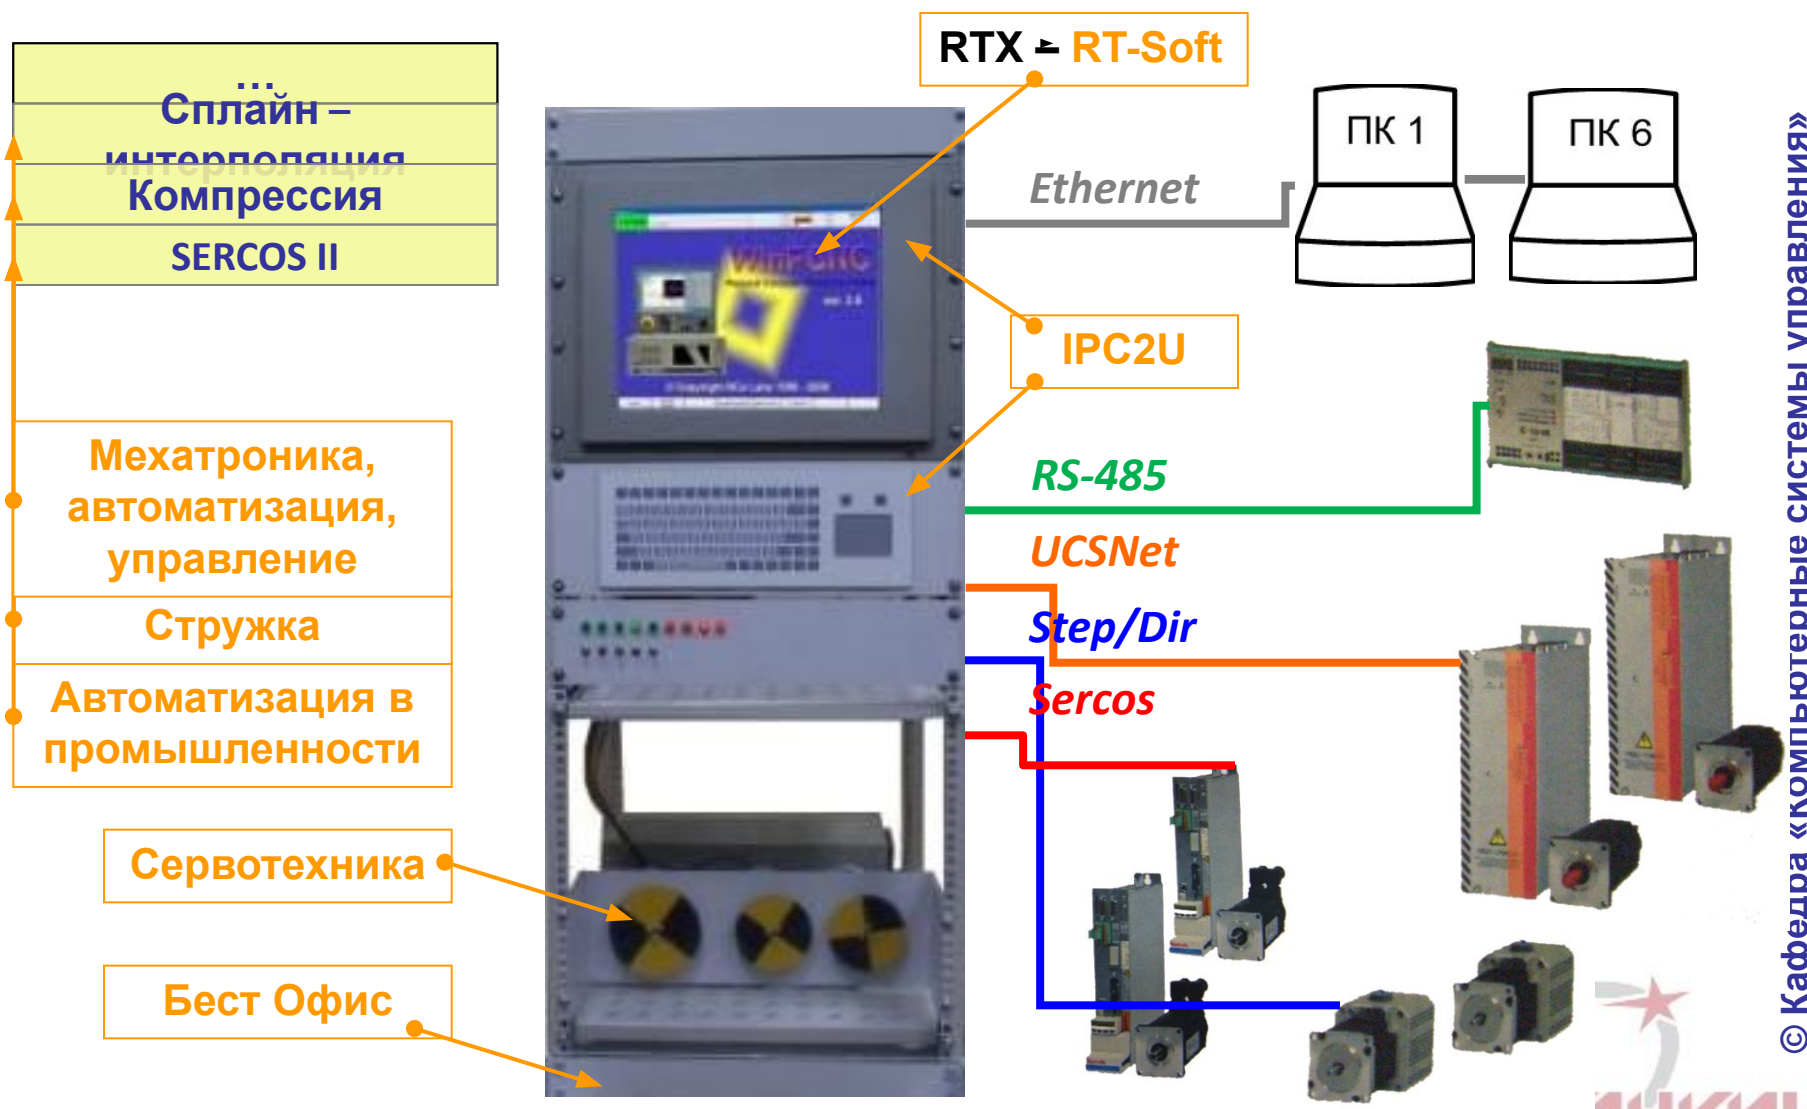 ...
Сплайн –
интерполяция
Компрессия
SERCOS II
Мехатроника,
автоматизация,
управление
Стружка
Автоматизация в
промышленности
Сервотехника
Бест Офис
RTX – RT-Soft
WinPCNC
IPC2U
Ethernet
RS-485
UCSNet
Step/Dir
Sercos
ПК 1
ПК 6
© Кафедра «Компьютерные системы управления»